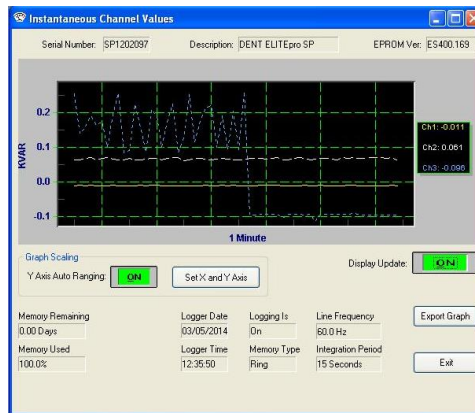 Instantaneous Channel Values
Serial Number: SP1202097 Description: DENT ELITEpro SP EPROM Ver: ES400.169
0.2
0.1
0.0
-0.1
KVAR
Ch1: -0.011
Ch2: 0.061
Ch3: -0.096
1 Minute
Graph Scaling
Y Axis Auto Ranging: ON Set X and Y Axis
Display Update: ON
Memory Remaining Logger Date Logging Is Line Frequency
0.00 Days 03/05/2014 On 60.0 Hz
Export Graph
Memory Used Logger Time Memory Type Integration Period
100.0% 12:35:50 Ring 15 Seconds
Exit